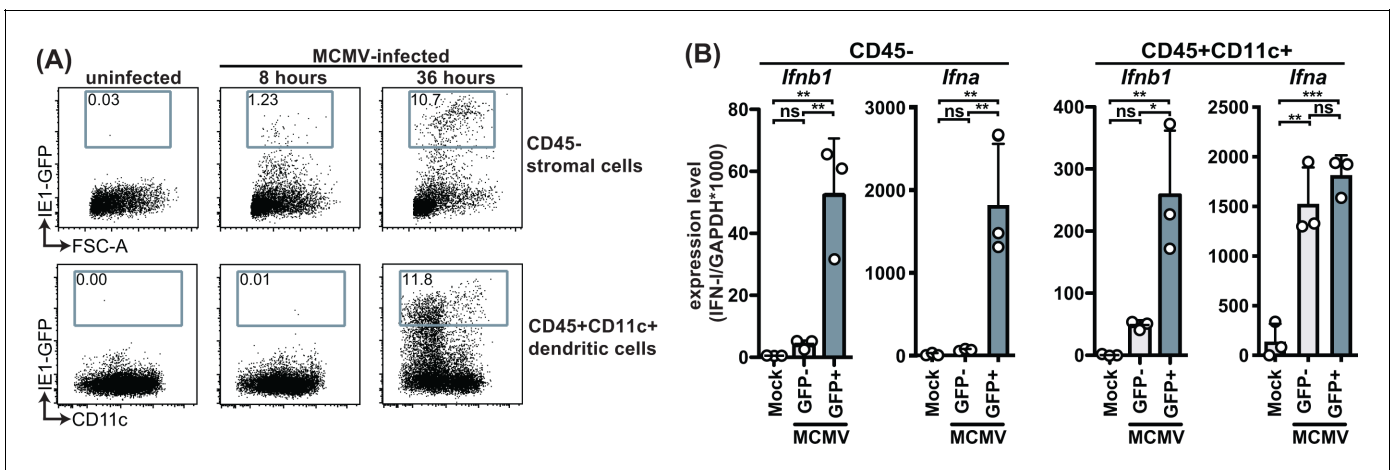 (A)
MCMV-infected
uninfected 8 hours 36 hours
0.03 1.23 10.7
IE1-GFP
FSC-A
CD45-
stromal cells
0.00 0.01 11.8
IE1-GFP
CD11c
CD45+CD11c+
dendritic cells
(B)
CD45- CD45+CD11c+
Ifnb1 Ifna Ifnb1 Ifna
expression level
(IFN-I/GAPDH*1000)
**
ns **
80
60
40
20
0
Mock GFP- GFP+
MCMV
**
ns **
3000
2000
1000
0
Mock GFP- GFP+
MCMV
**
ns *
400
300
200
100
0
Mock GFP- GFP+
MCMV
***
** ns
2500
2000
1500
1000
500
0
Mock GFP- GFP+
MCMV